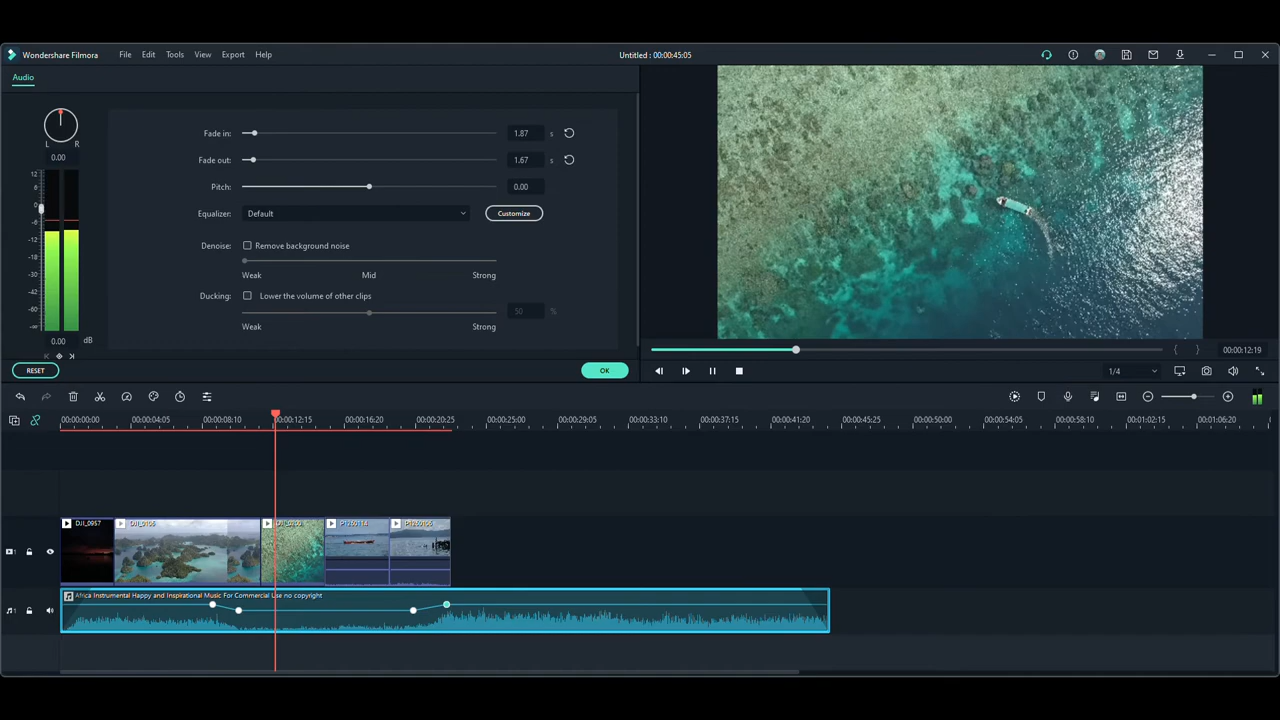 Wondershare Filmora File Edit Tools View Export Help Untitled : 00:00:45:05
Audio
Fade in: 1.87 s
L R
0.00
Fade out: 1.67 s
12
6
0
-6
-12
-18
-24
-30
-42
-60
-∞
Pitch: 0.00
Equalizer: Default Customize
Denoise: Remove background noise
Weak Mid Strong
Ducking: Lower the volume of other clips
50 %
Weak Strong
0.00 dB
RESET OK
00:00:12:19
1/4
00:00:00:00 00:00:04:05 00:00:08:10 00:00:12:15 00:00:16:20 00:00:20:25 00:00:25:00 00:00:29:05 00:00:33:10 00:00:37:15 00:00:41:20 00:00:45:25 00:00:50:00 00:00:54:05 00:00:58:10 00:01:02:15 00:01:06:20
DJI_0957 DJI_0106 P1260114 P1260106
1
Africa Instrumental Happy and Inspirational Music For Commercial Use no copyright
1